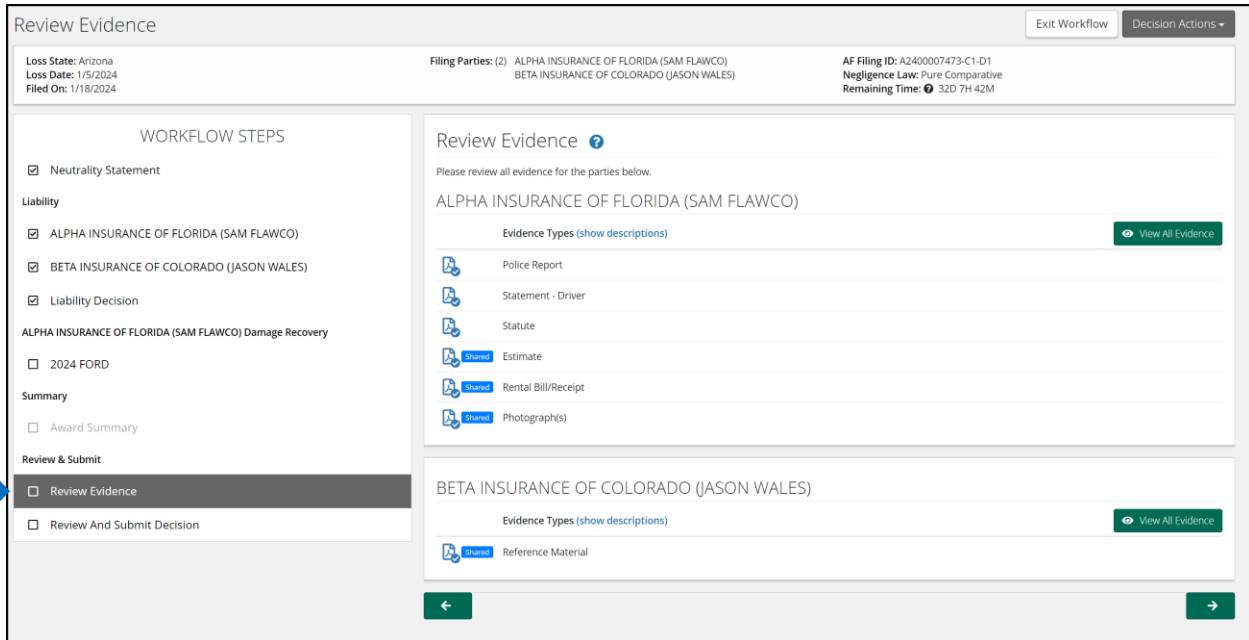 Review Evidence
Exit Workflow
Decision Actions
Loss State: Arizona
Loss Date: 1/5/2024
Filed On: 1/18/2024
Filing Parties: (2) ALPHA INSURANCE OF FLORIDA (SAM FLAWCO)
BETA INSURANCE OF COLORADO (JASON WALES)
AF Filing ID: A2400007473-C1-D1
Negligence Law: Pure Comparative
Remaining Time: ? 32D 7H 42M
WORKFLOW STEPS
Neutrality Statement
Liability
ALPHA INSURANCE OF FLORIDA (SAM FLAWCO)
BETA INSURANCE OF COLORADO (JASON WALES)
Liability Decision
ALPHA INSURANCE OF FLORIDA (SAM FLAWCO) Damage Recovery
2024 FORD
Summary
Award Summary
Review & Submit
Review Evidence
Review And Submit Decision
Review Evidence ?
Please review all evidence for the parties below.
ALPHA INSURANCE OF FLORIDA (SAM FLAWCO)
Evidence Types (show descriptions)
View All Evidence
Police Report
Statement - Driver
Statute
Shared Estimate
Shared Rental Bill/Receipt
Shared Photograph(s)
BETA INSURANCE OF COLORADO (JASON WALES)
Evidence Types (show descriptions)
View All Evidence
Shared Reference Material